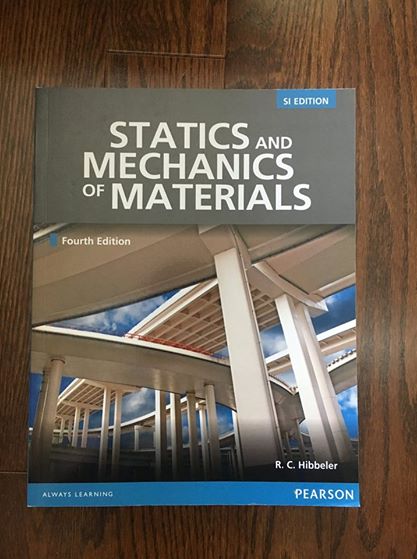 SI EDITION
STATICS AND
MECHANICS
OF MATERIALS
Fourth Edition
R. C. Hibbeler
ALWAYS LEARNING
PEARSON